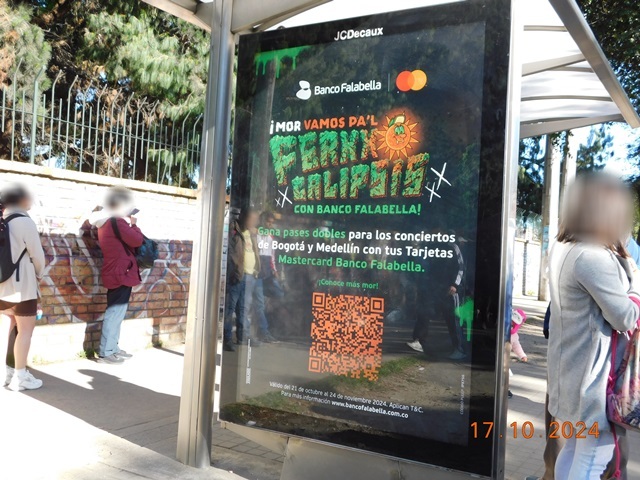 JCDecaux
Banco Falabella
¡MOR VAMOS PA'L
FERXXO
CALIPSIS
CON BANCO FALABELLA!
Gana pases dobles para los conciertos
de Bogotá y Medellín con tus Tarjetas
Mastercard Banco Falabella.
¡Conoce más mor!
Válido del 21 de octubre al 24 de noviembre 2024. Aplican T&C.
Para más información www.bancofalabella.com.co
17.10.2024